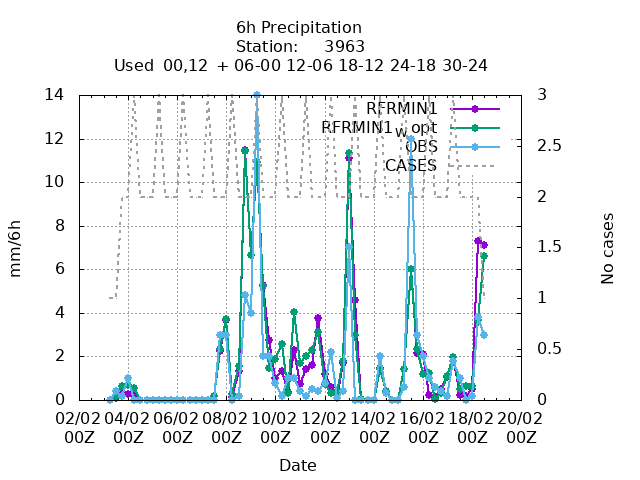 6h Precipitation
Station: 3963
Used 00,12 + 06-00 12-06 18-12 24-18 30-24
RFRMIN1
RFRMIN1w opt
OBS
CASES
mm/6h
14
12
10
8
6
4
2
0
No cases
3
2.5
2
1.5
1
0.5
0
02/02 04/02 06/02 08/02 10/02 12/02 14/02 16/02 18/02 20/02
00Z 00Z 00Z 00Z 00Z 00Z 00Z 00Z 00Z 00Z
Date